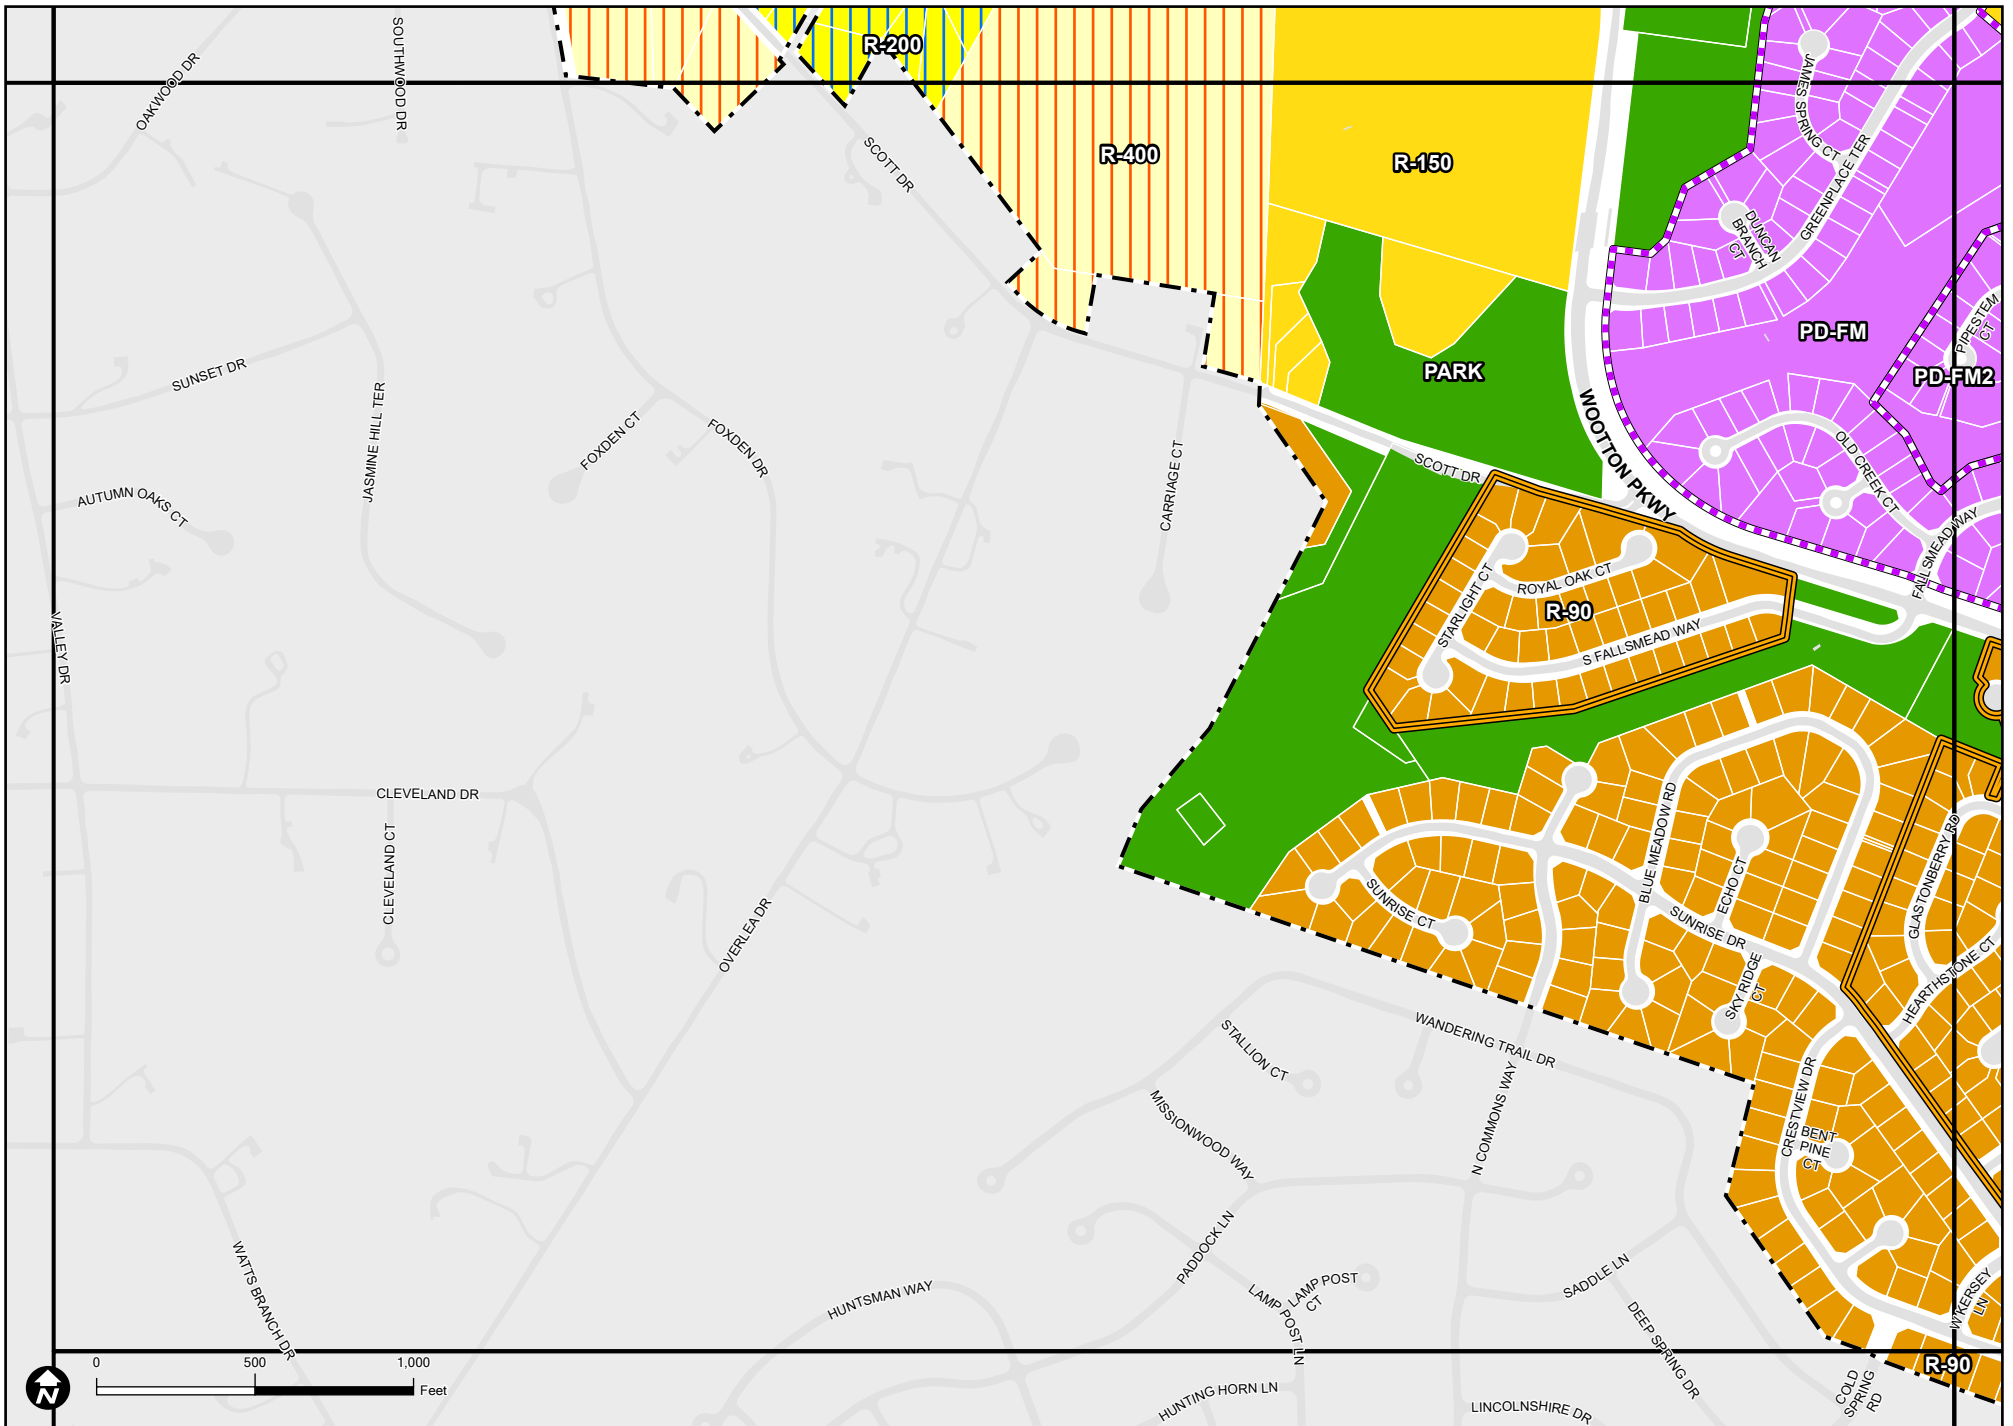 R-200
OAKWOOD DR
SOUTHWOOD DR
SCOTT DR
R-400
R-150
JAMES SPRING CT
GREENPLACE TER
DUNCAN
BRANCH
CT
PD-FM
PIPESTEM
CT
PD-FM2
SUNSET DR
JASMINE HILL TER
FOXDEN CT
FOXDEN DR
CARRIAGE CT
PARK
WOOTTON PKWY
SCOTT DR
OLD CREEK CT
FALLSMEAD WAY
AUTUMN OAKS CT
ROYAL OAK CT
STARLIGHT CT
R-90
S FALLSMEAD WAY
VALLEY DR
CLEVELAND DR
CLEVELAND CT
OVERLEA DR
BLUE MEADOW RD
ECHO CT
GLASTONBERRY RD
SUNRISE CT
SUNRISE DR
SKY RIDGE
CT
HEARTHSTONE CT
STALLION CT
WANDERING TRAIL DR
MISSIONWOOD WAY
N COMMONS WAY
CRESTVIEW DR
BENT
PINE
CT
PADDOCK LN
WATTS BRANCH DR
HUNTSMAN WAY
LAMP POST
CT
LAMP POST LN
SADDLE LN
DEEP SPRING DR
W KERSEY
LN
R-90
COLD
SPRING
RD
HUNTING HORN LN
LINCOLNSHIRE DR
N
0 500 1,000
Feet